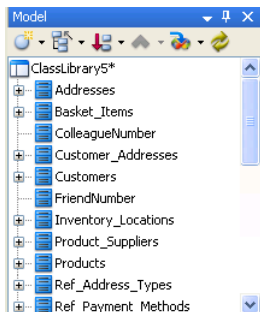 Model
ClassLibrary5*
Addresses
Basket_Items
ColleagueNumber
Customer_Addresses
Customers
FriendNumber
Inventory_Locations
Product_Suppliers
Products
Ref_Address_Types
Ref_Payment_Methods